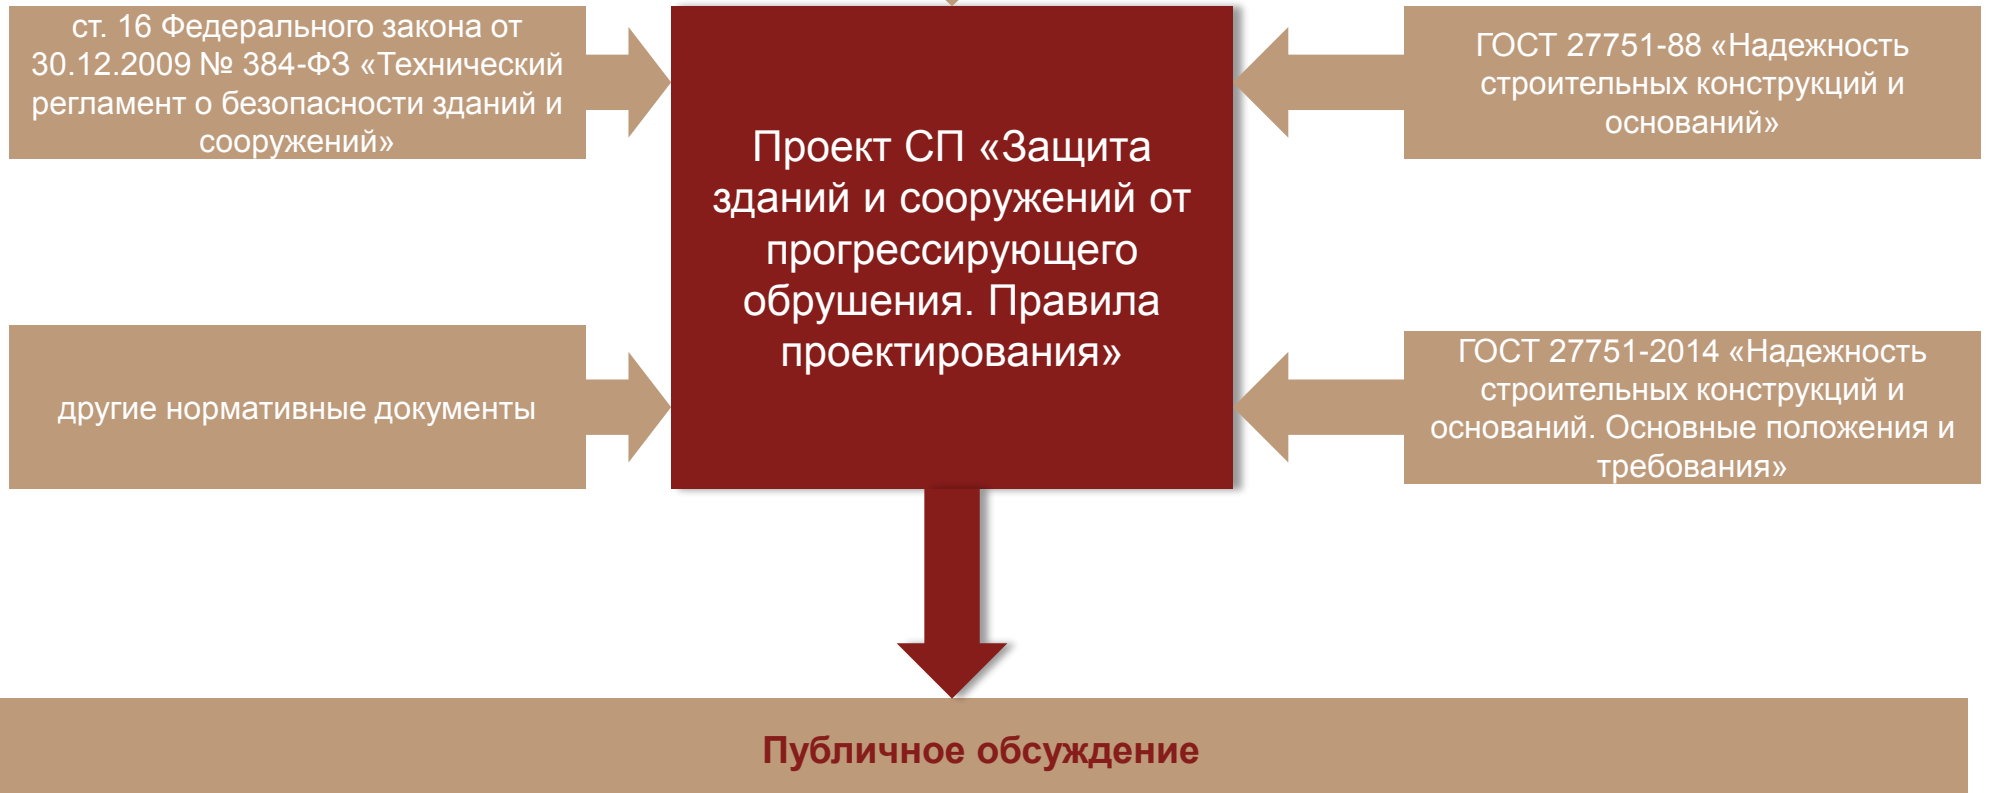 ст. 16 Федерального закона от
30.12.2009 № 384-ФЗ «Технический
регламент о безопасности зданий и
сооружений»
другие нормативные документы
Проект СП «Защита
зданий и сооружений от
прогрессирующего
обрушения. Правила
проектирования»
ГОСТ 27751-88 «Надежность
строительных конструкций и
оснований»
ГОСТ 27751-2014 «Надежность
строительных конструкций и
оснований. Основные положения и
требования»
Публичное обсуждение